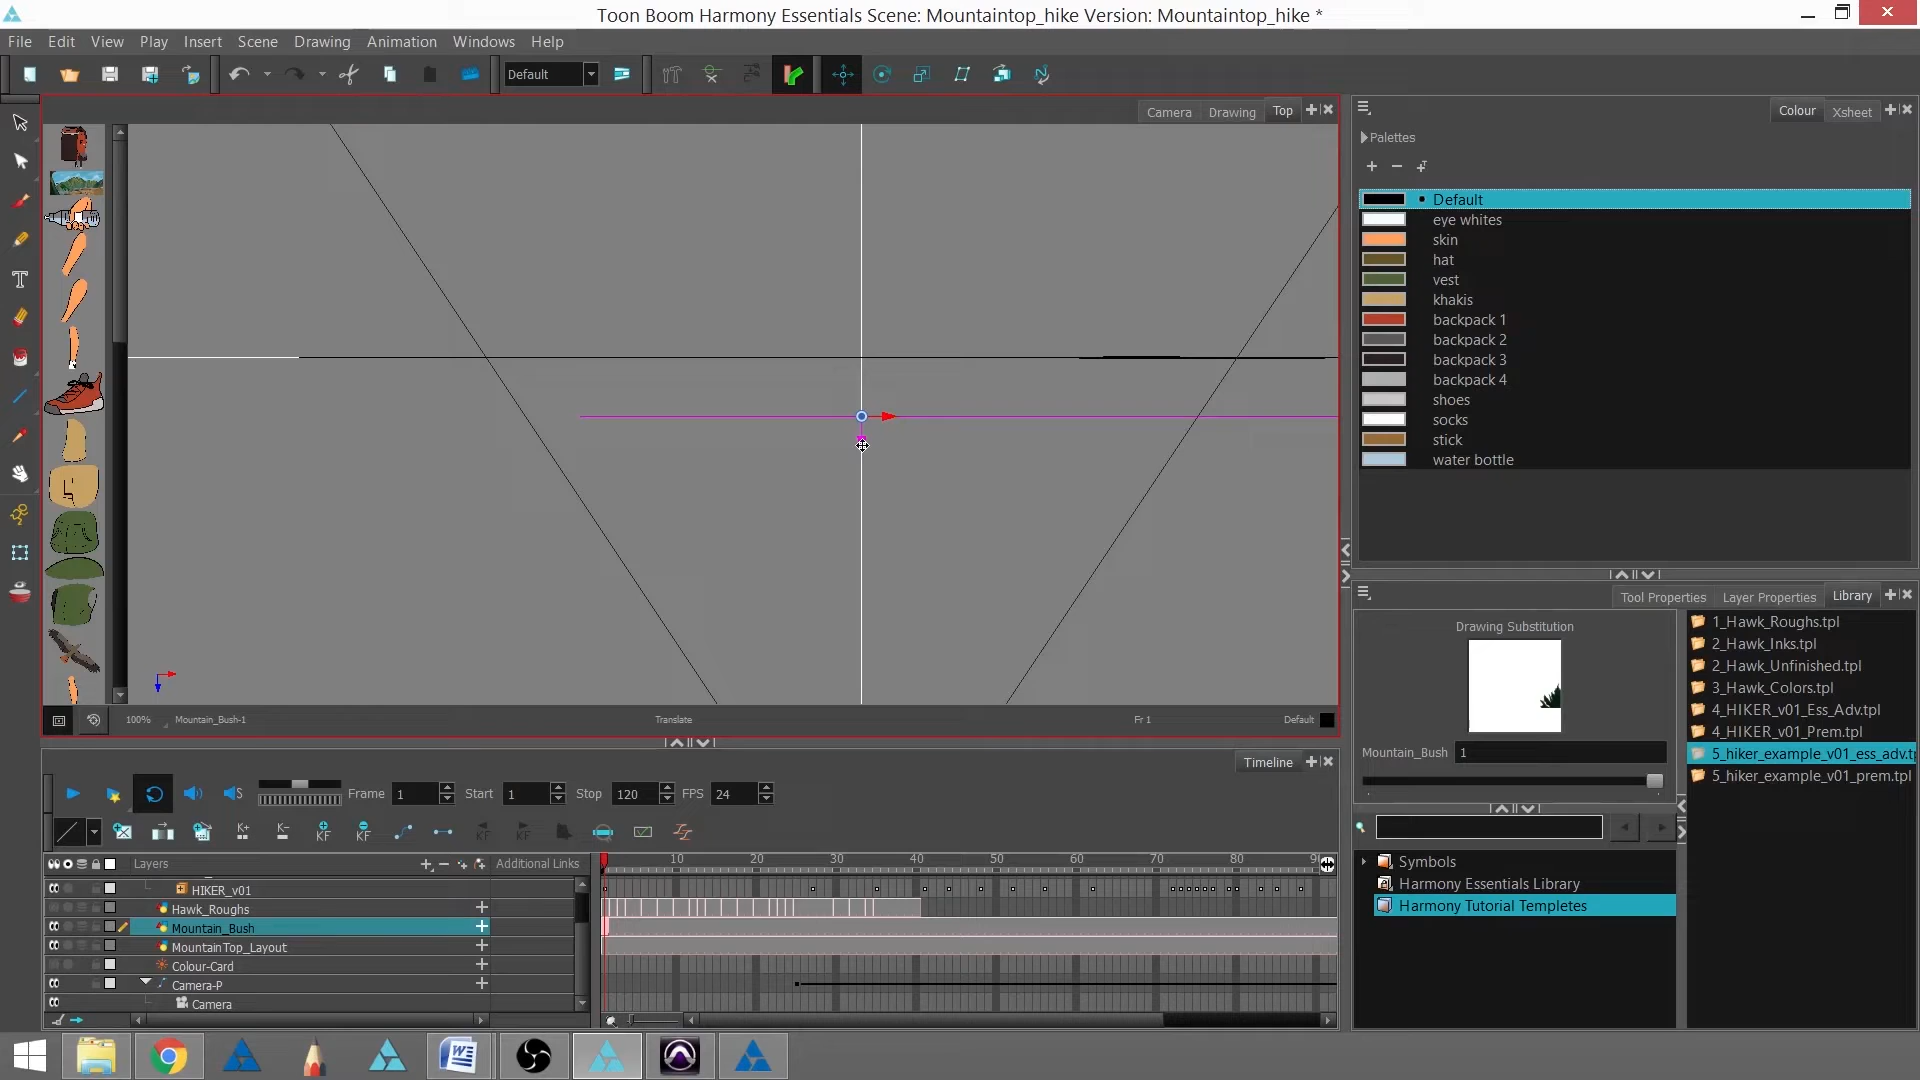 Toon Boom Harmony Essentials Scene: Mountaintop_hike Version: Mountaintop_hike *
File Edit View Play Insert Scene Drawing Animation Windows Help
Default
Camera Drawing Top
Colour Xsheet
Palettes
Default
eye whites
skin
hat
vest
khakis
backpack 1
backpack 2
backpack 3
backpack 4
shoes
socks
stick
water bottle
100% Mountain_Bush-1 Translate Fr 1 Default
Tool Properties Layer Properties Library
Drawing Substitution
Mountain_Bush 1
1_Hawk_Roughs.tpl
2_Hawk_Inks.tpl
2_Hawk_Unfinished.tpl
3_Hawk_Colors.tpl
4_HIKER_v01_Ess_Adv.tpl
4_HIKER_v01_Prem.tpl
5_hiker_example_v01_ess_adv.t
5_hiker_example_v01_prem.tpl
Symbols
Harmony Essentials Library
Harmony Tutorial Templetes
Timeline
Frame 1 Start 1 Stop 120 FPS 24
K+ K- KF KF KF KF
Layers Additional Links 10 20 30 40 50 60 70 80 9
HIKER_v01
Hawk_Roughs
Mountain_Bush
MountainTop_Layout
Colour-Card
Camera-P
Camera